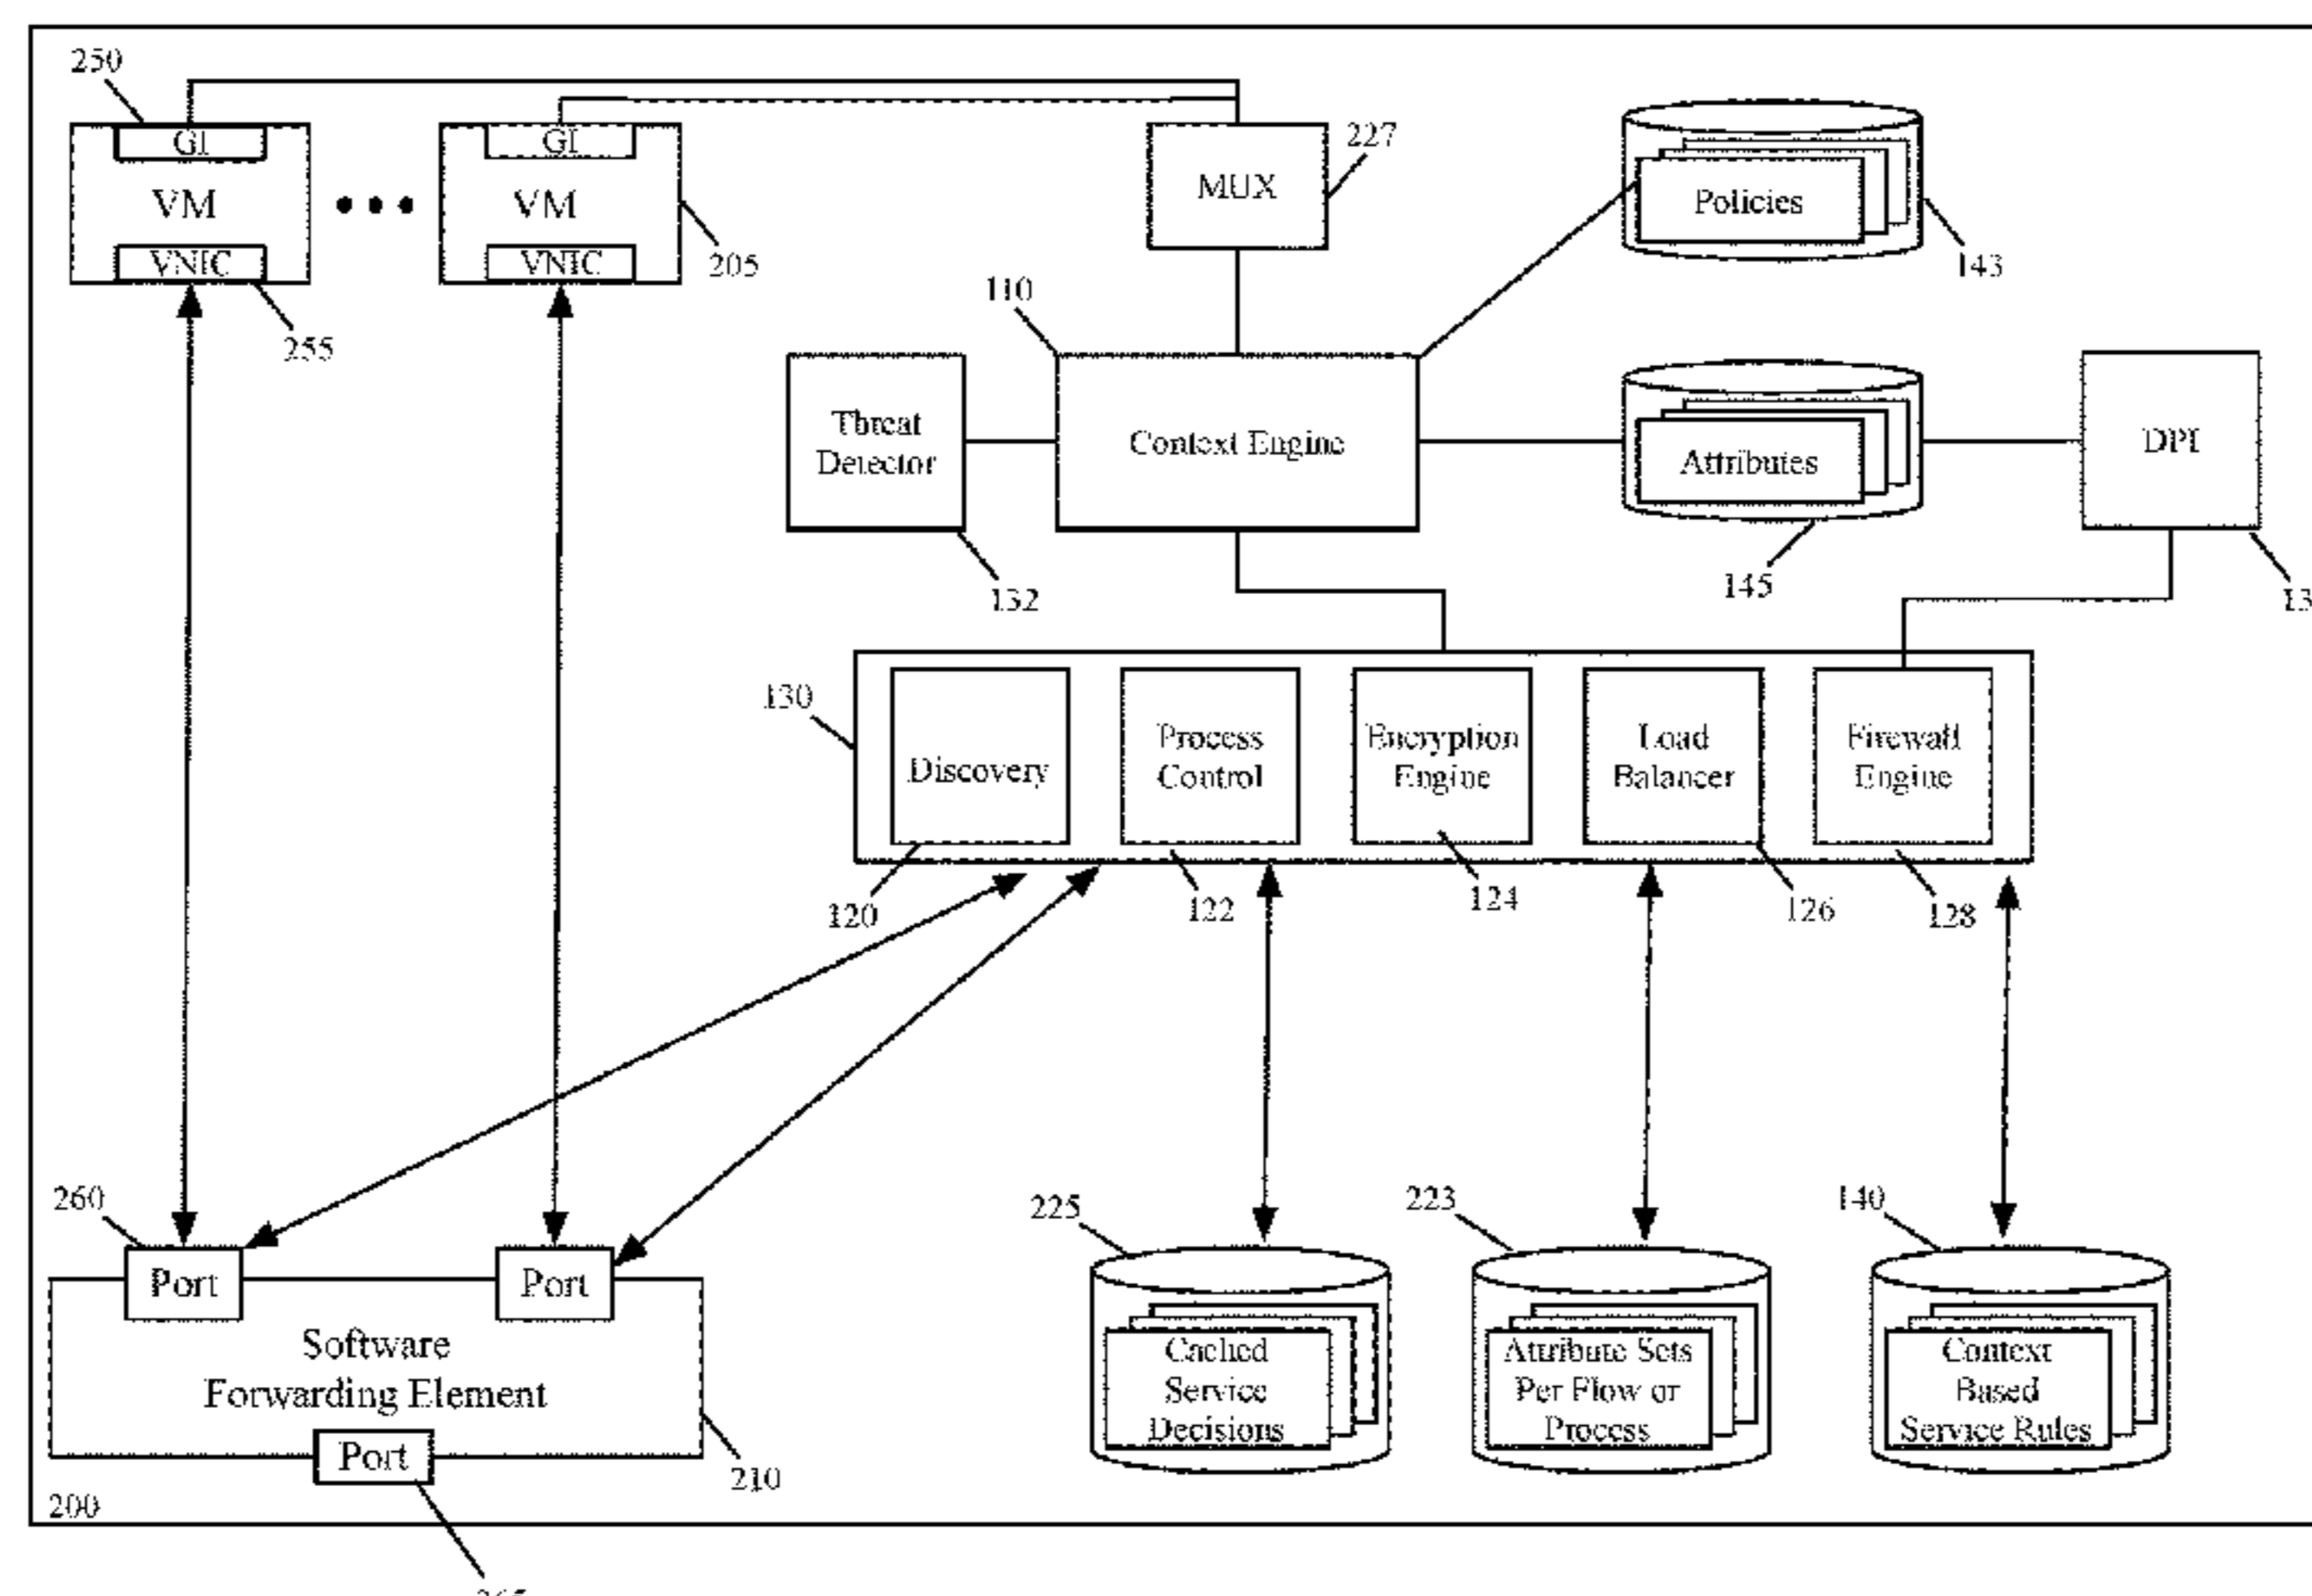 250
GI
VM
VNIC
255
GI
VM
VNIC
205
MUX
227
Policies
143
110
Threat
Detector
132
Context Engine
Attributes
145
DPI
130
Discovery
120
Process
Control
122
Encryption
Engine
124
Load
Balancer
126
Firewall
Engine
128
260
Port
Port
Software
Forwarding Element
Port
210
200
225
Cached
Service
Decisions
223
Attribute Sets
Per Flow or
Process
140
Context
Based
Service Rules